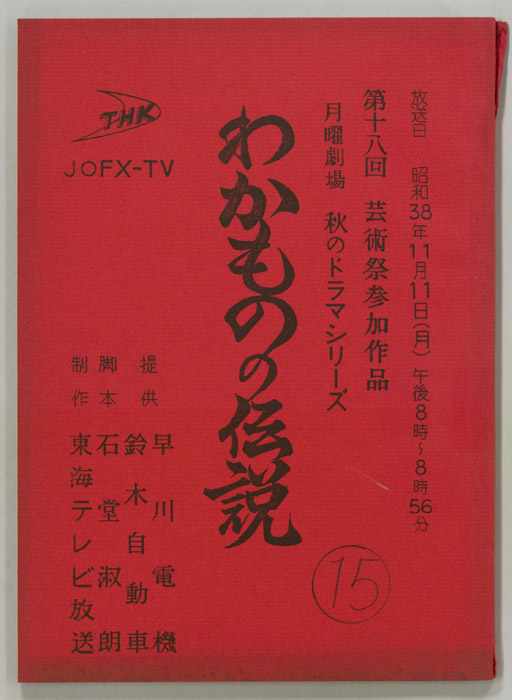 放送日 昭和38年11月11日(月) 午後8時~8時56分
第十八回 芸術祭参加作品
月曜劇場 秋のドラマシリーズ
わかものの伝説
THK
JOFX-TV
提供 早川電機
鈴木自動車
脚本 石堂淑朗
制作 東海テレビ放送
15